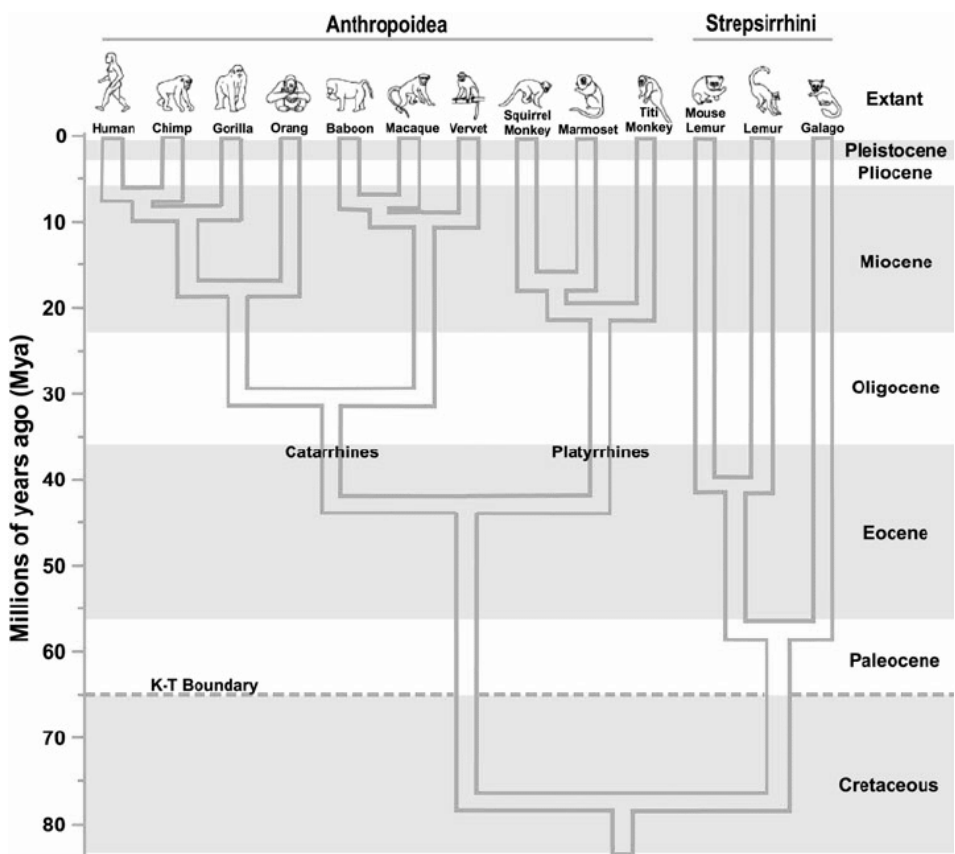 Anthropoidea Strepsirrhini
Extant
Human Chimp Gorilla Orang Baboon Macaque Vervet Squirrel Monkey Marmoset Titi Monkey Mouse Lemur Lemur Galago
0
Pleistocene
Pliocene
10
Miocene
20
30
Oligocene
Catarrhines Platyrrhines
40
Eocene
50
60
Paleocene
K-T Boundary
70
Cretaceous
80
Millions of years ago (Mya)